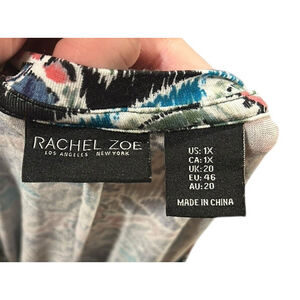 RACHEL ZOE
LOS ANGELES NEW YORK
US: 1X
CA: 1X
UK: 20
EU: 46
AU: 20
MADE IN CHINA